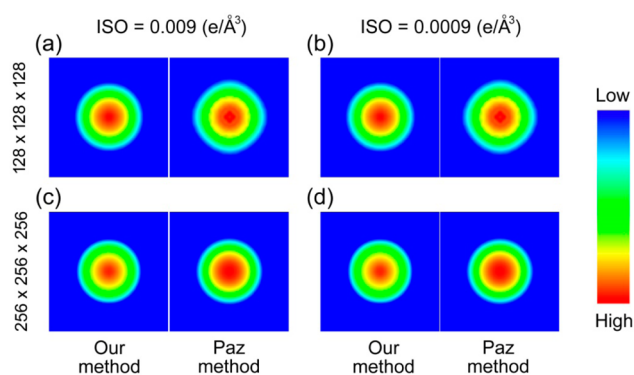 ISO = 0.009 (e/Å³)
ISO = 0.0009 (e/Å³)
(a)
(b)
128 x 128 x 128
Low
(c)
(d)
256 x 256 x 256
High
Our
method
Paz
method
Our
method
Paz
method